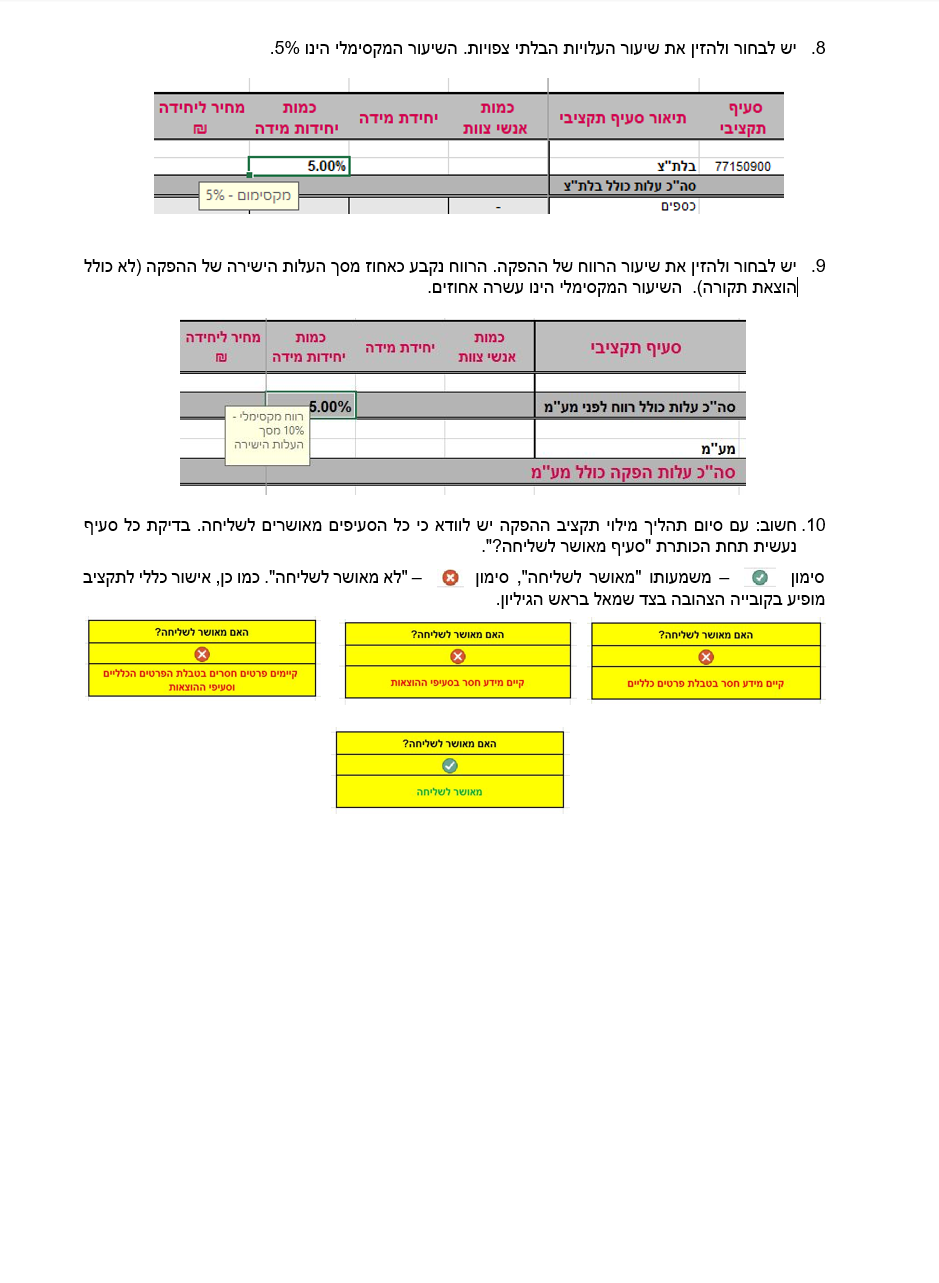 8. יש לבחור ולהזין את שיעור העלויות הבלתי צפויות. השיעור המקסימלי הינו 5%.
סעיף תקציבי תיאור סעיף תקציבי כמות אנשי צוות יחידת מידה כמות יחידות מידה מחיר ליחידה ₪
77150900 בלת"צ 5.00%
סה"כ עלות כולל בלת"צ
מקסימום - 5%
כספים -
9. יש לבחור ולהזין את שיעור הרווח של ההפקה. הרווח נקבע כאחוז מסך העלות הישירה של ההפקה (לא כולל
הוצאת תקורה). השיעור המקסימלי הינו עשרה אחוזים.
סעיף תקציבי כמות אנשי צוות יחידת מידה כמות יחידות מידה מחיר ליחידה ₪
סה"כ עלות כולל רווח לפני מע"מ 5.00%
רווח מקסימלי -
10% מסך
העלות הישירה
מע"מ
סה"כ עלות הפקה כולל מע"מ
10. חשוב: עם סיום תהליך מילוי תקציב ההפקה יש לוודא כי כל הסעיפים מאושרים לשליחה. בדיקת כל סעיף
נעשית תחת הכותרת "סעיף מאושר לשליחה?".
סימון – משמעותו "מאושר לשליחה", סימון – "לא מאושר לשליחה". כמו כן, אישור כללי לתקציב
מופיע בקובייה הצהובה בצד שמאל בראש הגיליון.
האם מאושר לשליחה?
קיים מידע חסר בטבלת פרטים כלליים
האם מאושר לשליחה?
קיים מידע חסר בסעיפי ההוצאות
האם מאושר לשליחה?
קיימים פרטים חסרים בטבלת הפרטים הכלליים
וסעיפי ההוצאות
האם מאושר לשליחה?
מאושר לשליחה